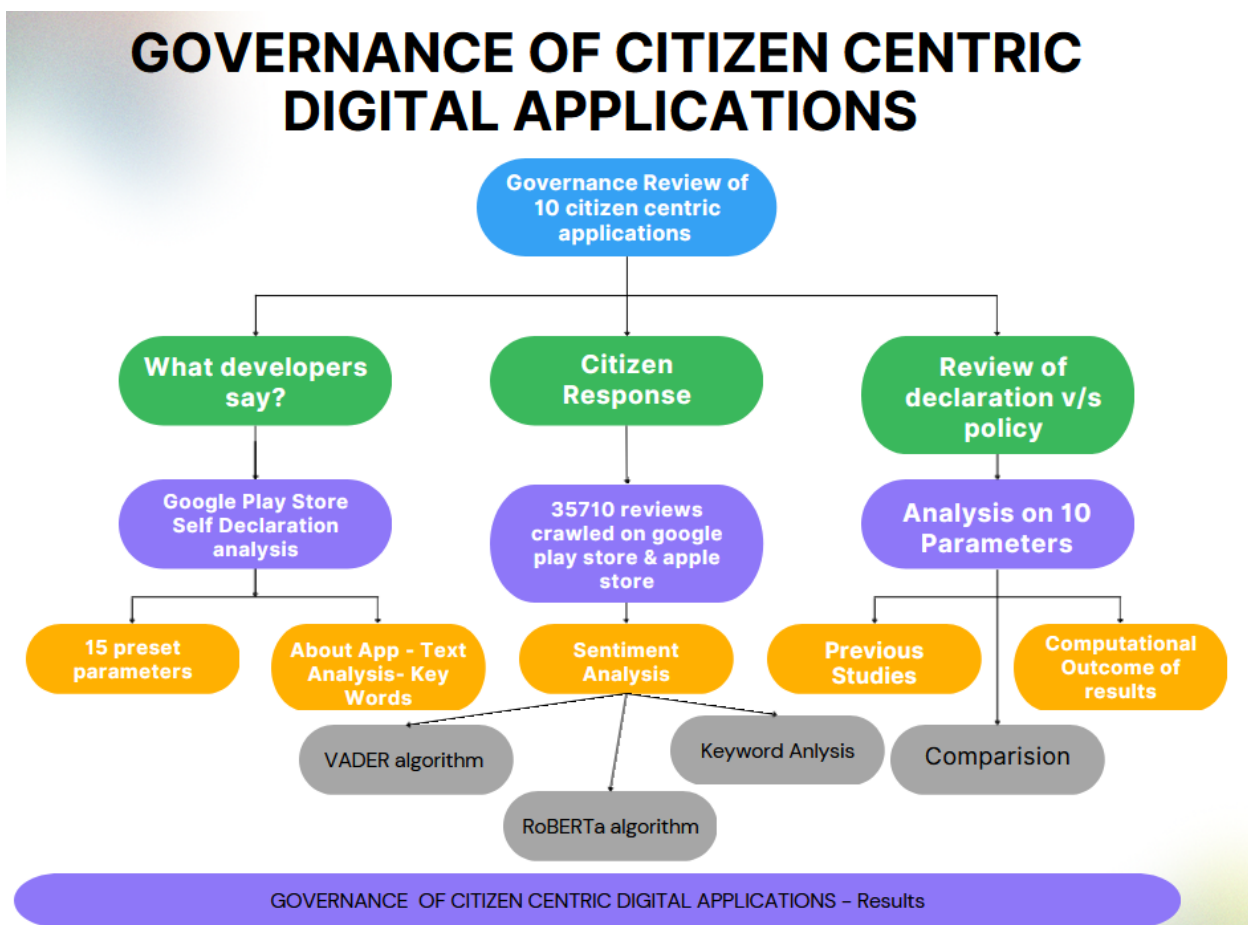 GOVERNANCE OF CITIZEN CENTRIC
DIGITAL APPLICATIONS
Governance Review of
10 citizen centric
applications
What developers
say?
Citizen
Response
Review of
declaration v/s
policy
Google Play Store
Self Declaration
analysis
35710 reviews
crawled on google
play store & apple
store
Analysis on 10
Parameters
15 preset
parameters
About App - Text
Analysis- Key
Words
Sentiment
Analysis
Previous
Studies
Computational
Outcome of
results
VADER algorithm
RoBERTa algorithm
Keyword Anlysis
Comparision
GOVERNANCE OF CITIZEN CENTRIC DIGITAL APPLICATIONS – Results